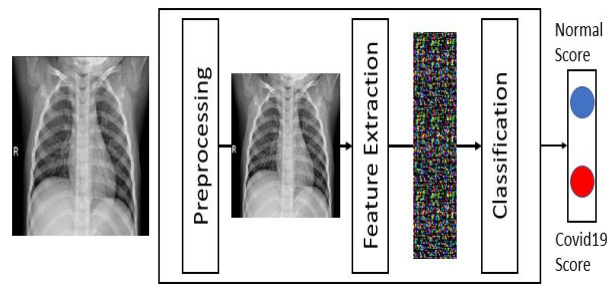 Preprocessing
Feature Extraction
Classification
Normal
Score
Covid19
Score
R
R